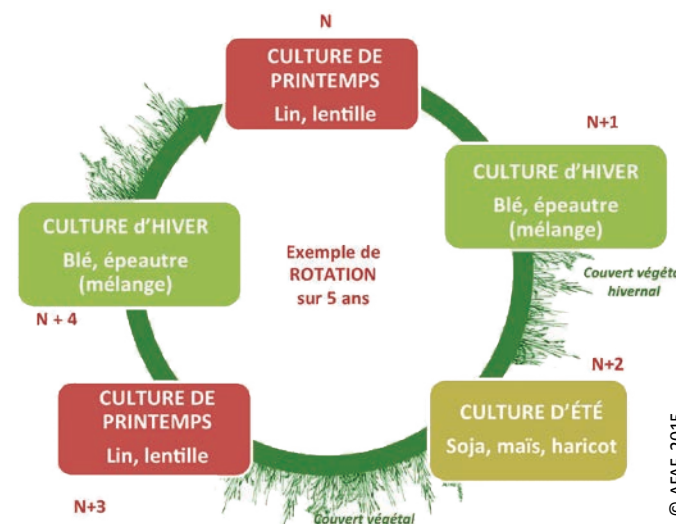 N
CULTURE DE
PRINTEMPS
Lin, lentille
N+1
CULTURE d'HIVER
Blé, épeautre
(mélange)
Couvert végéta
hivernal
N+2
CULTURE D'ÉTÉ
Soja, maïs, haricot
Couvert végétal
N+3
CULTURE DE
PRINTEMPS
Lin, lentille
N + 4
CULTURE d'HIVER
Blé, épeautre
(mélange)
Exemple de
ROTATION
sur 5 ans
© AFAF, 2015